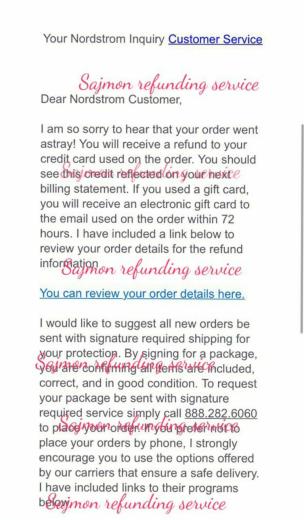 Your Nordstrom Inquiry Customer Service
Sajmon refunding service
Dear Nordstrom Customer,
I am so sorry to hear that your order went
astray! You will receive a refund to your
credit card used on the order. You should
see this credit reflected on your next
Sajmon refunding service
billing statement. If you used a gift card,
you will receive an electronic gift card to
the email used on the order within 72
hours. I have included a link below to
review your order details for the refund
information
Sajmon refunding service
You can review your order details here.
I would like to suggest all new orders be
sent with signature required shipping for
your protection. By signing for a package,
Sajmon refunding service
you are confirming all items are included,
correct, and in good condition. To request
your package be sent with signature
required service simply call 888.282.6060
Sajmon refunding service
to place your order. If you prefer not to
place your orders by phone, I strongly
encourage you to use the options offered
by our carriers that ensure a safe delivery.
I have included links to their programs
below
Sajmon refunding service